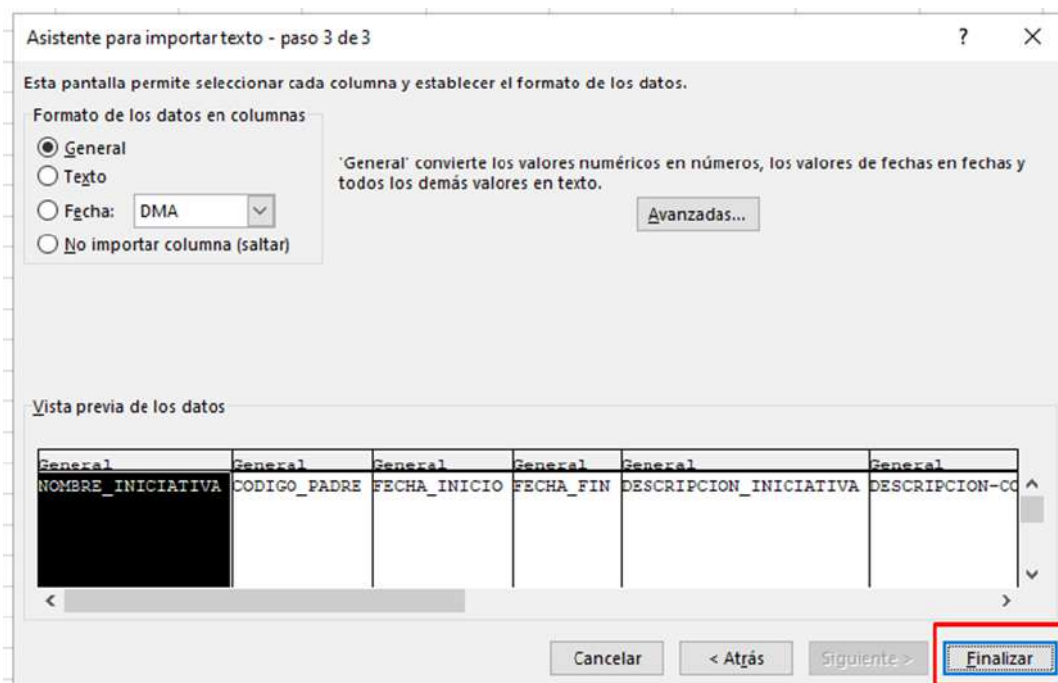 Asistente para importar texto - paso 3 de 3 ?
Esta pantalla permite seleccionar cada columna y establecer el formato de los datos.
Formato de los datos en columnas
General
Texto
Fecha: DMA
No importar columna (saltar)
'General' convierte los valores numéricos en números, los valores de fechas en fechas y
todos los demás valores en texto.
Avanzadas...
Vista previa de los datos
General General General General General General
NOMBRE_INICIATIVA CODIGO_PADRE FECHA_INICIO FECHA_FIN DESCRIPCION_INICIATIVA DESCRIPCION-CO
Cancelar < Atrás Siguiente > Finalizar